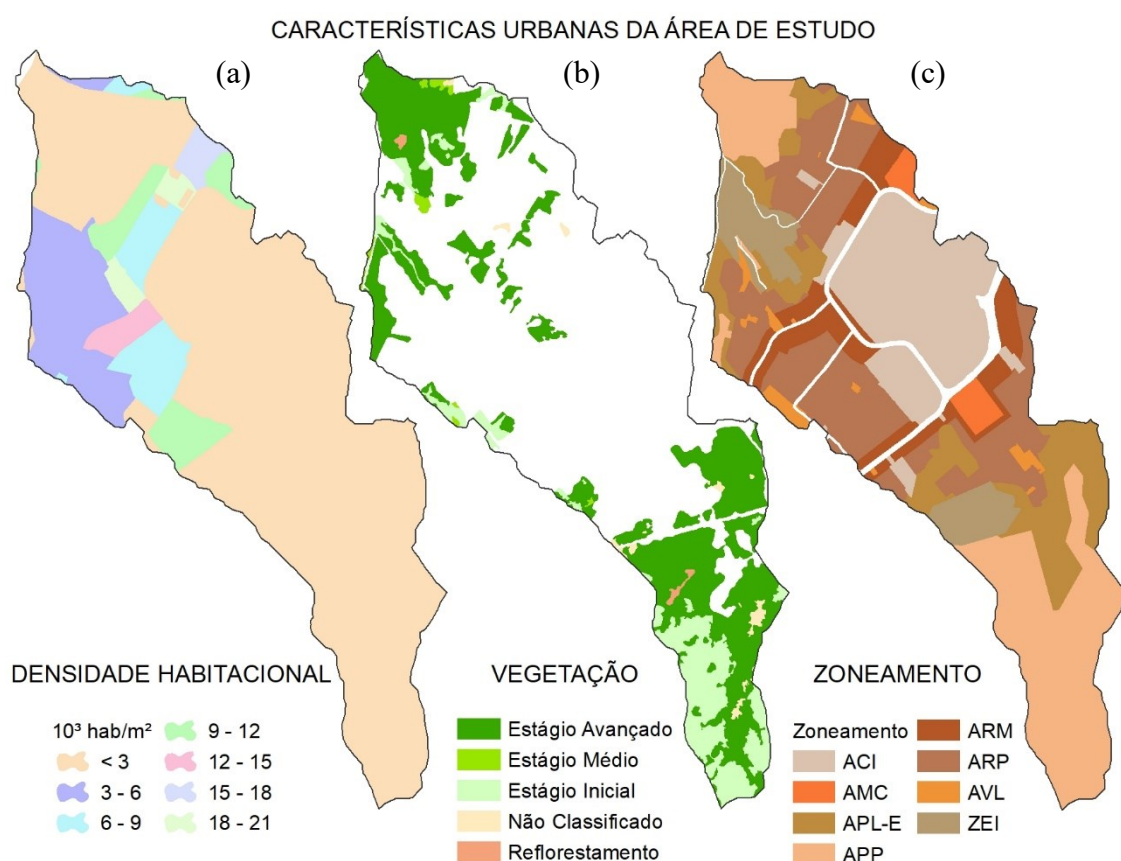 CARACTERÍSTICAS URBANAS DA ÁREA DE ESTUDO
(a)
(b)
(c)
DENSIDADE HABITACIONAL
10³ hab/m²
< 3
3 - 6
6 - 9
9 - 12
12 - 15
15 - 18
18 - 21
VEGETAÇÃO
Estágio Avançado
Estágio Médio
Estágio Inicial
Não Classificado
Reflorestamento
ZONEAMENTO
Zoneamento
ACI
AMC
APL-E
APP
ARM
ARP
AVL
ZEI